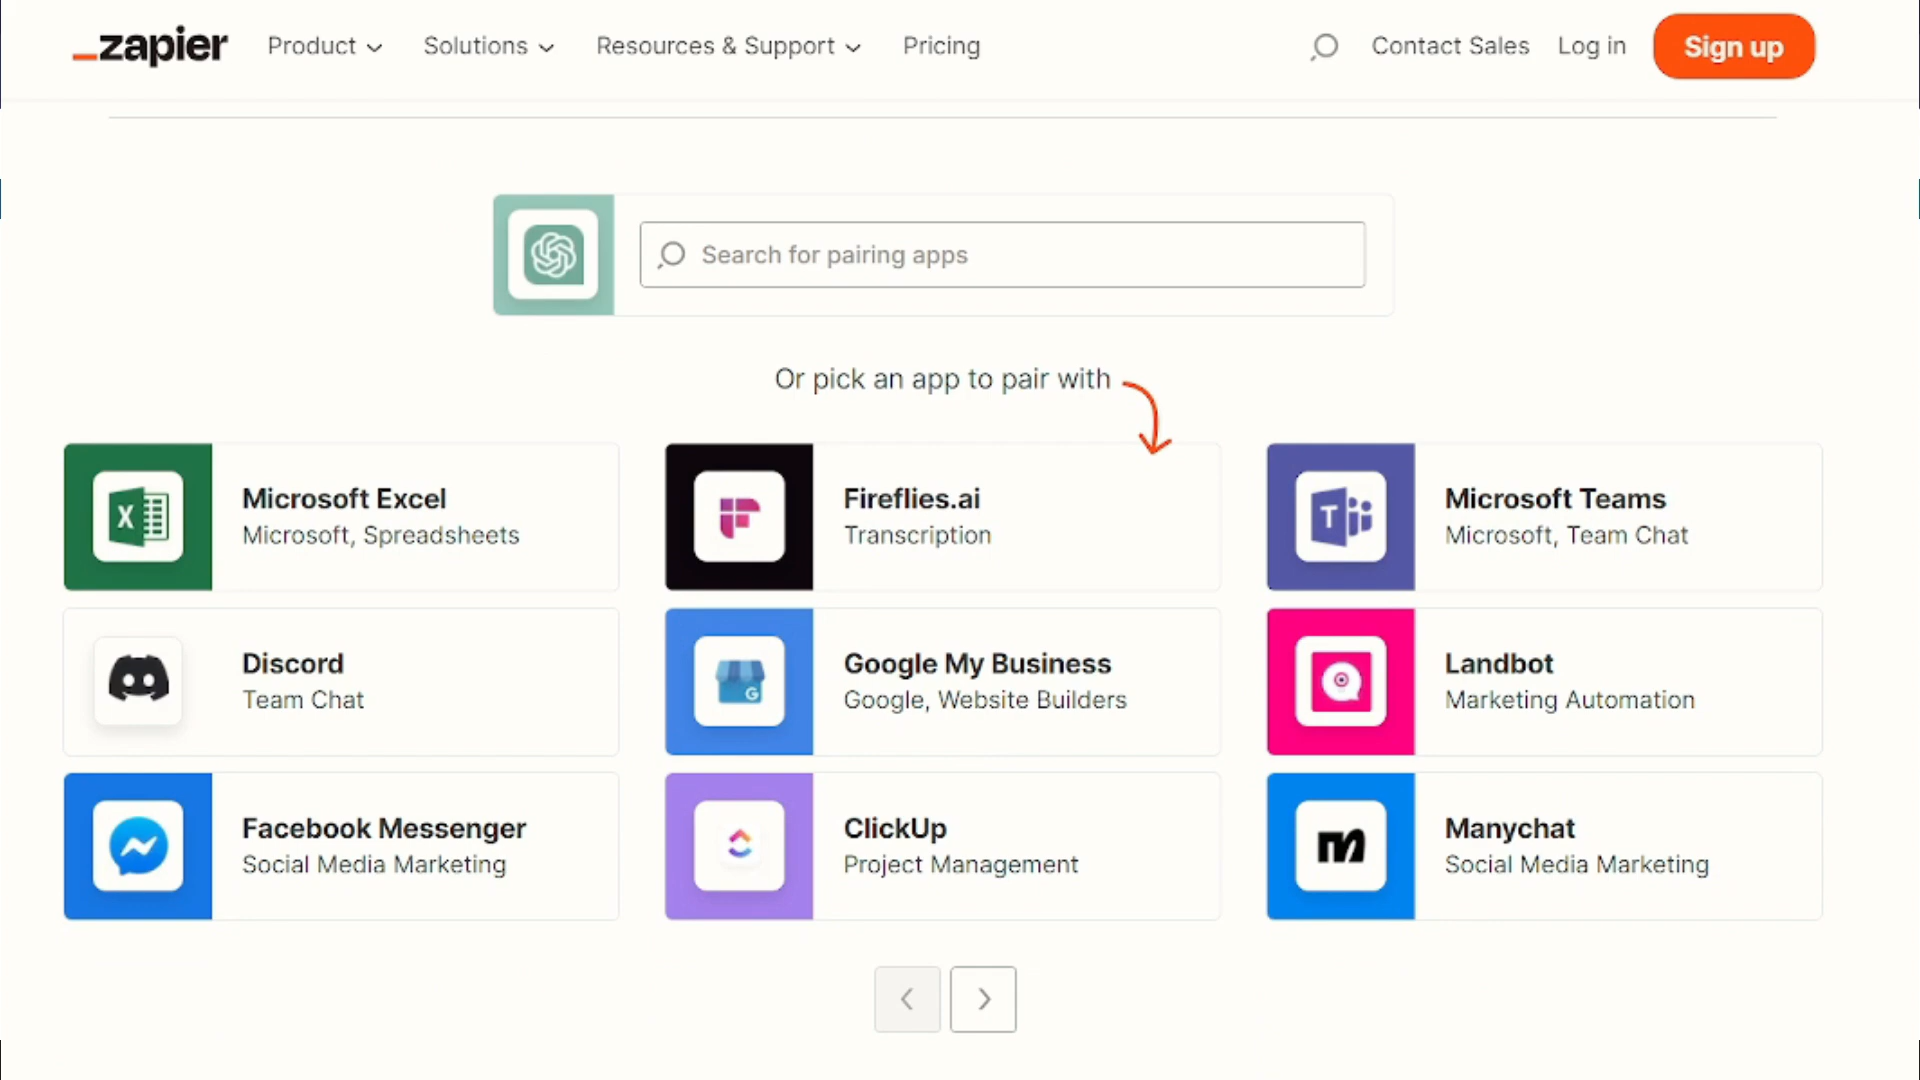 zapier Product Solutions Resources & Support Pricing Contact Sales Log in Sign up
Search for pairing apps
Or pick an app to pair with
Microsoft Excel
Microsoft, Spreadsheets
Fireflies.ai
Transcription
Microsoft Teams
Microsoft, Team Chat
Discord
Team Chat
Google My Business
Google, Website Builders
Landbot
Marketing Automation
Facebook Messenger
Social Media Marketing
ClickUp
Project Management
Manychat
Social Media Marketing